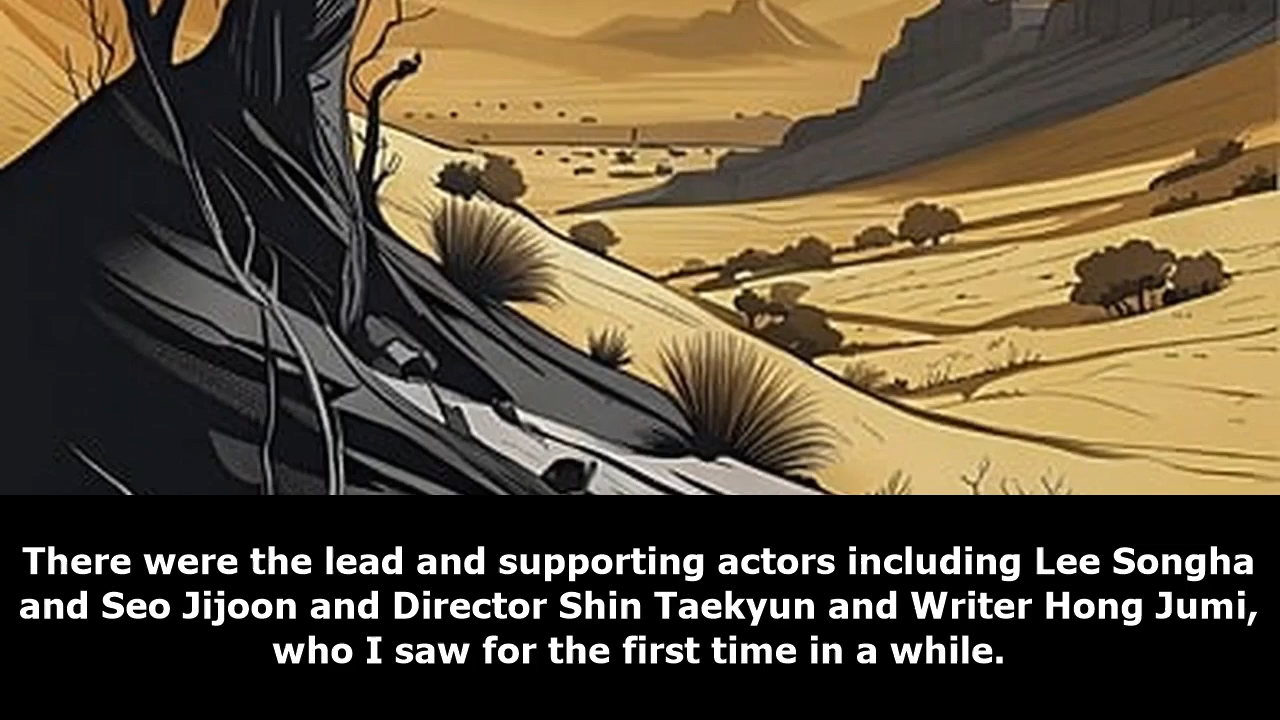 There were the lead and supporting actors including Lee Songha
and Seo Jijoon and Director Shin Taekyun and Writer Hong Jumi,
who I saw for the first time in a while.